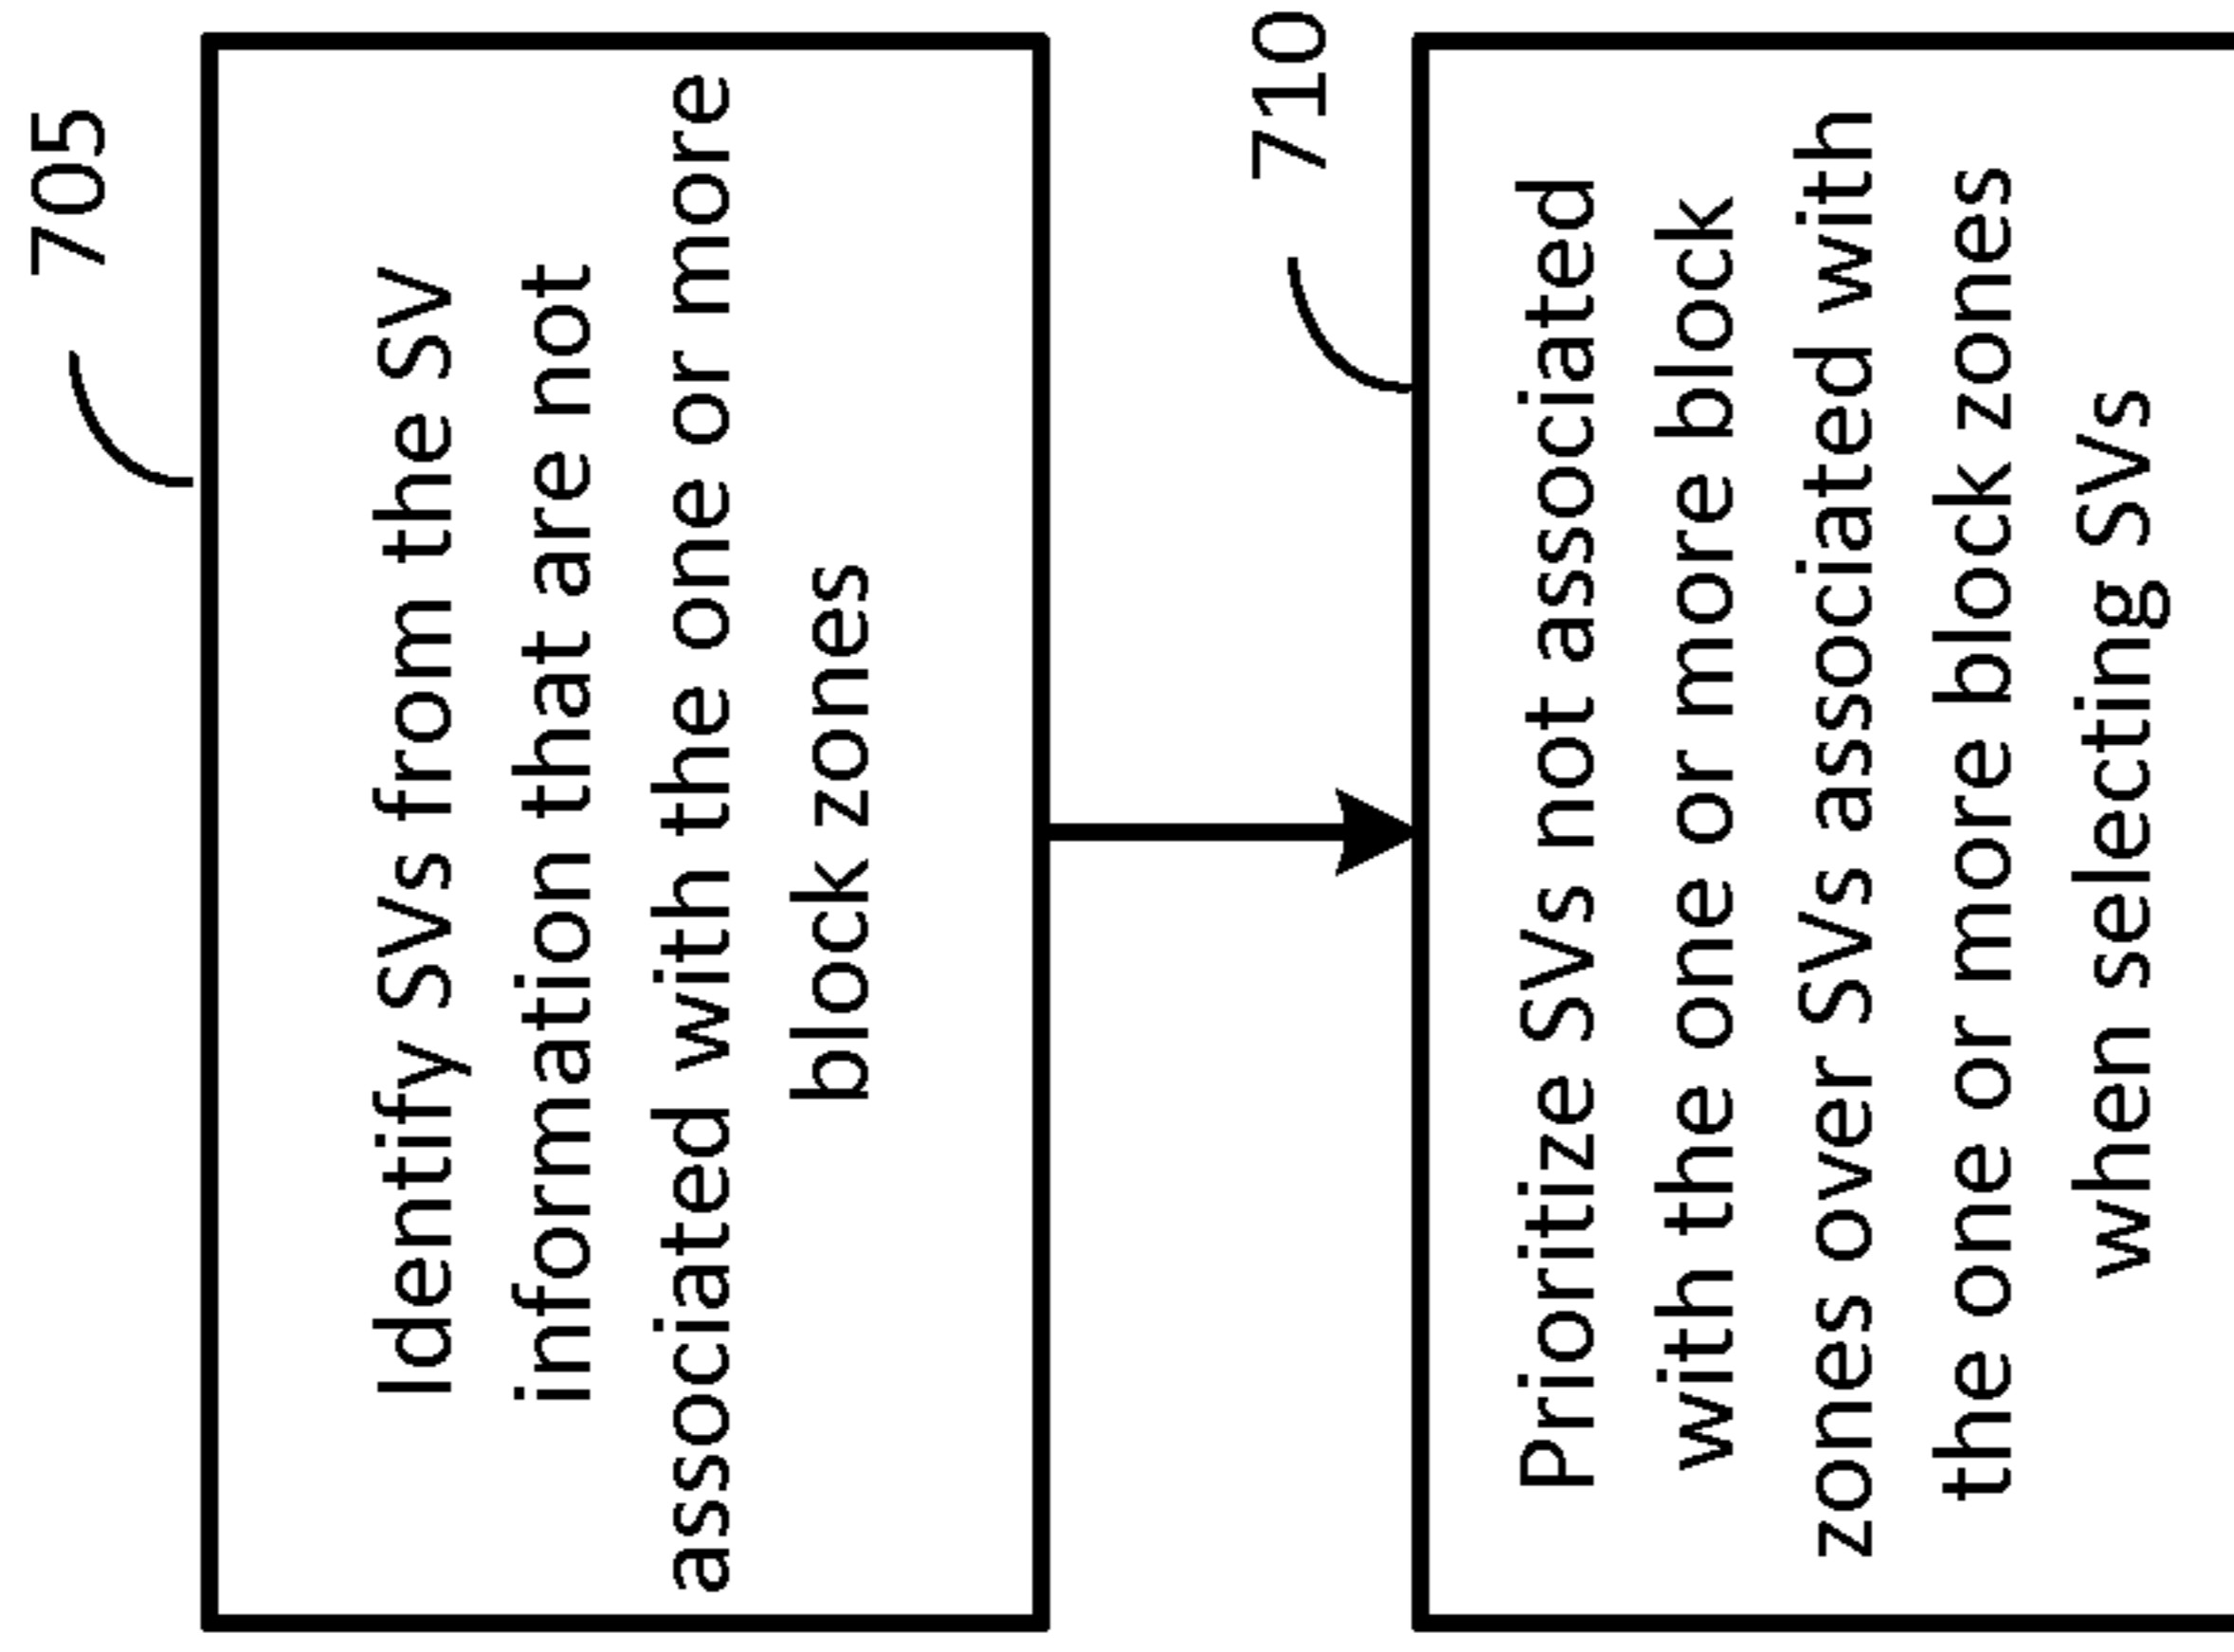 705
Identify SVs from the SV
information that are not
associated with the one or more
block zones
710
Prioritize SVs not associated
with the one or more block
zones over SVs associated with
the one or more block zones
when selecting SVs